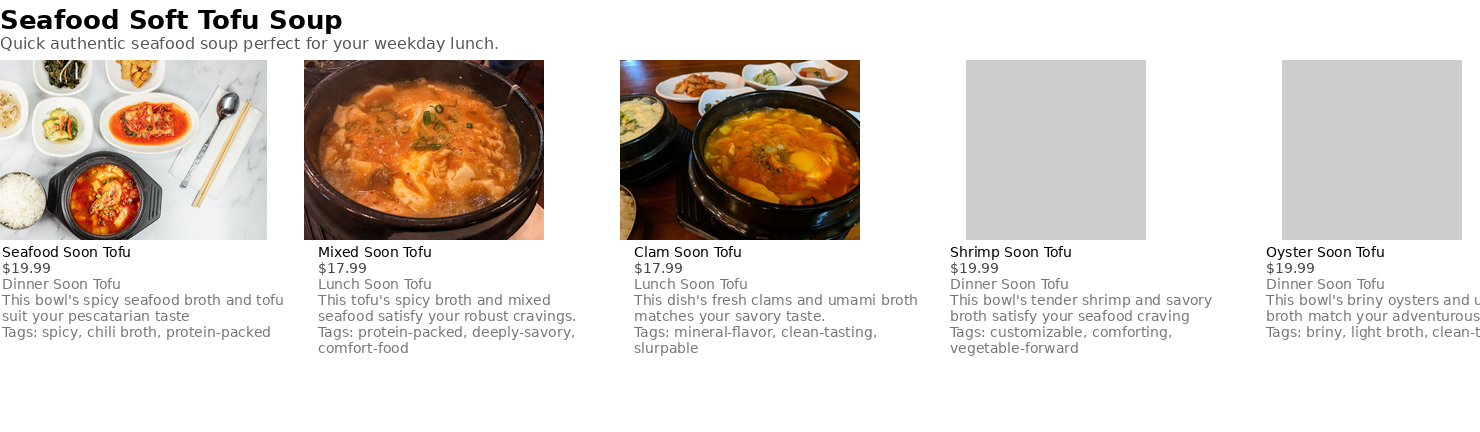 Seafood Soft Tofu Soup
Quick authentic seafood soup perfect for your weekday lunch.
Seafood Soon Tofu
$19.99
Dinner Soon Tofu
This bowl's spicy seafood broth and tofu
suit your pescatarian taste
Tags: spicy, chili broth, protein-packed
Mixed Soon Tofu
$17.99
Lunch Soon Tofu
This tofu's spicy broth and mixed
seafood satisfy your robust cravings.
Tags: protein-packed, deeply-savory,
comfort-food
Clam Soon Tofu
$17.99
Lunch Soon Tofu
This dish's fresh clams and umami broth
matches your savory taste.
Tags: mineral-flavor, clean-tasting,
slurpable
Shrimp Soon Tofu
$19.99
Dinner Soon Tofu
This bowl's tender shrimp and savory
broth satisfy your seafood craving
Tags: customizable, comforting,
vegetable-forward
Oyster Soon Tofu
$19.99
Dinner Soon Tofu
This bowl's briny oysters and
broth match your adventurous
Tags: briny, light broth,